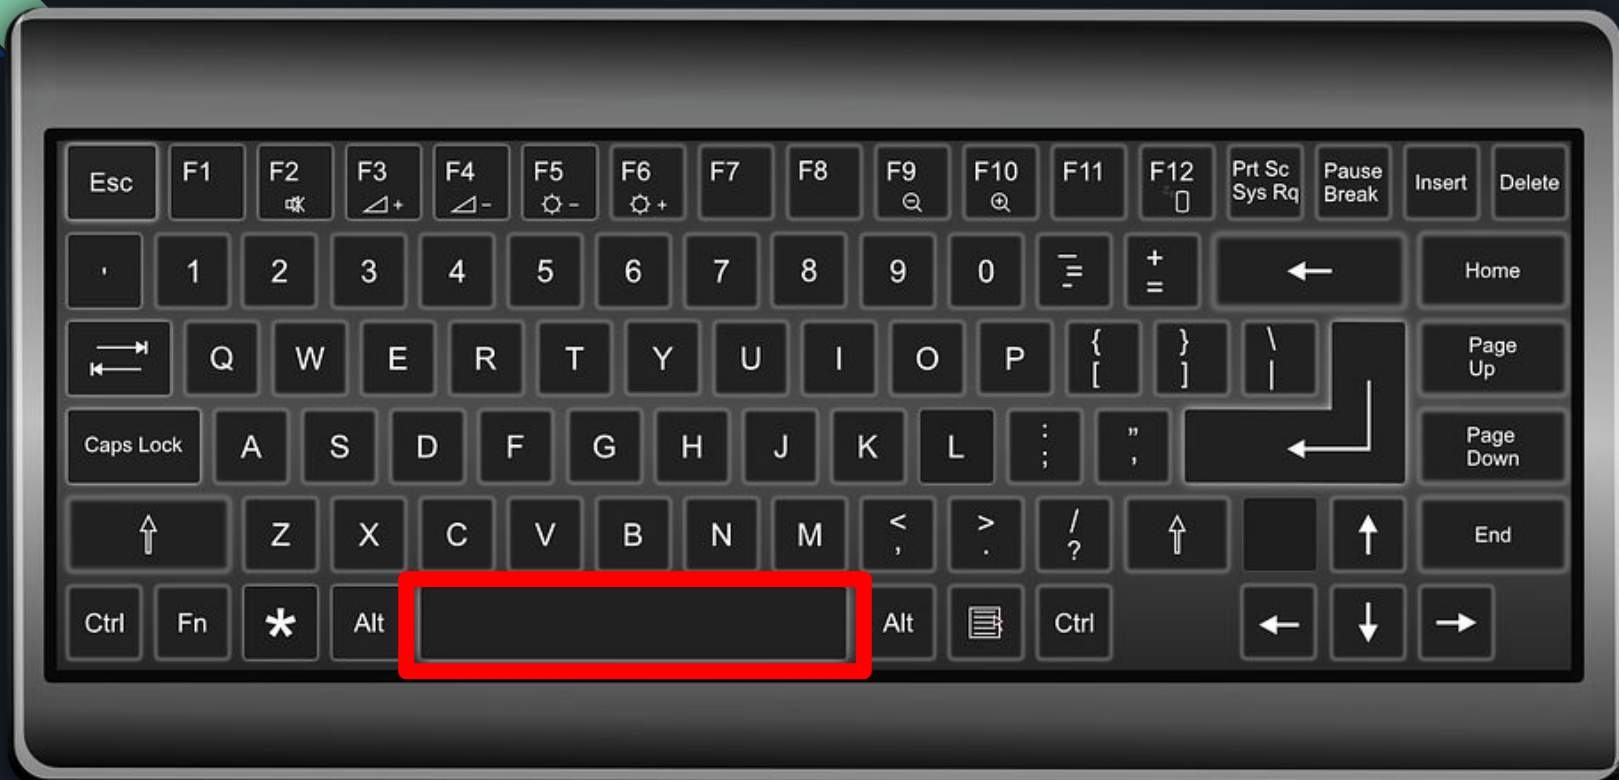 Esc F1 F2 F3 F4 F5 F6 F7 F8 F9 F10 F11 F12 Prt Sc Sys Rq Pause Break Insert Delete
' 1 2 3 4 5 6 7 8 9 0 + = Home
Q W E R T Y U I O P { [ } ] \ | Page Up
Caps Lock A S D F G H J K L : ; " , Page Down
Z X C V B N M < , > . / ? End
Ctrl Fn * Alt Alt Ctrl